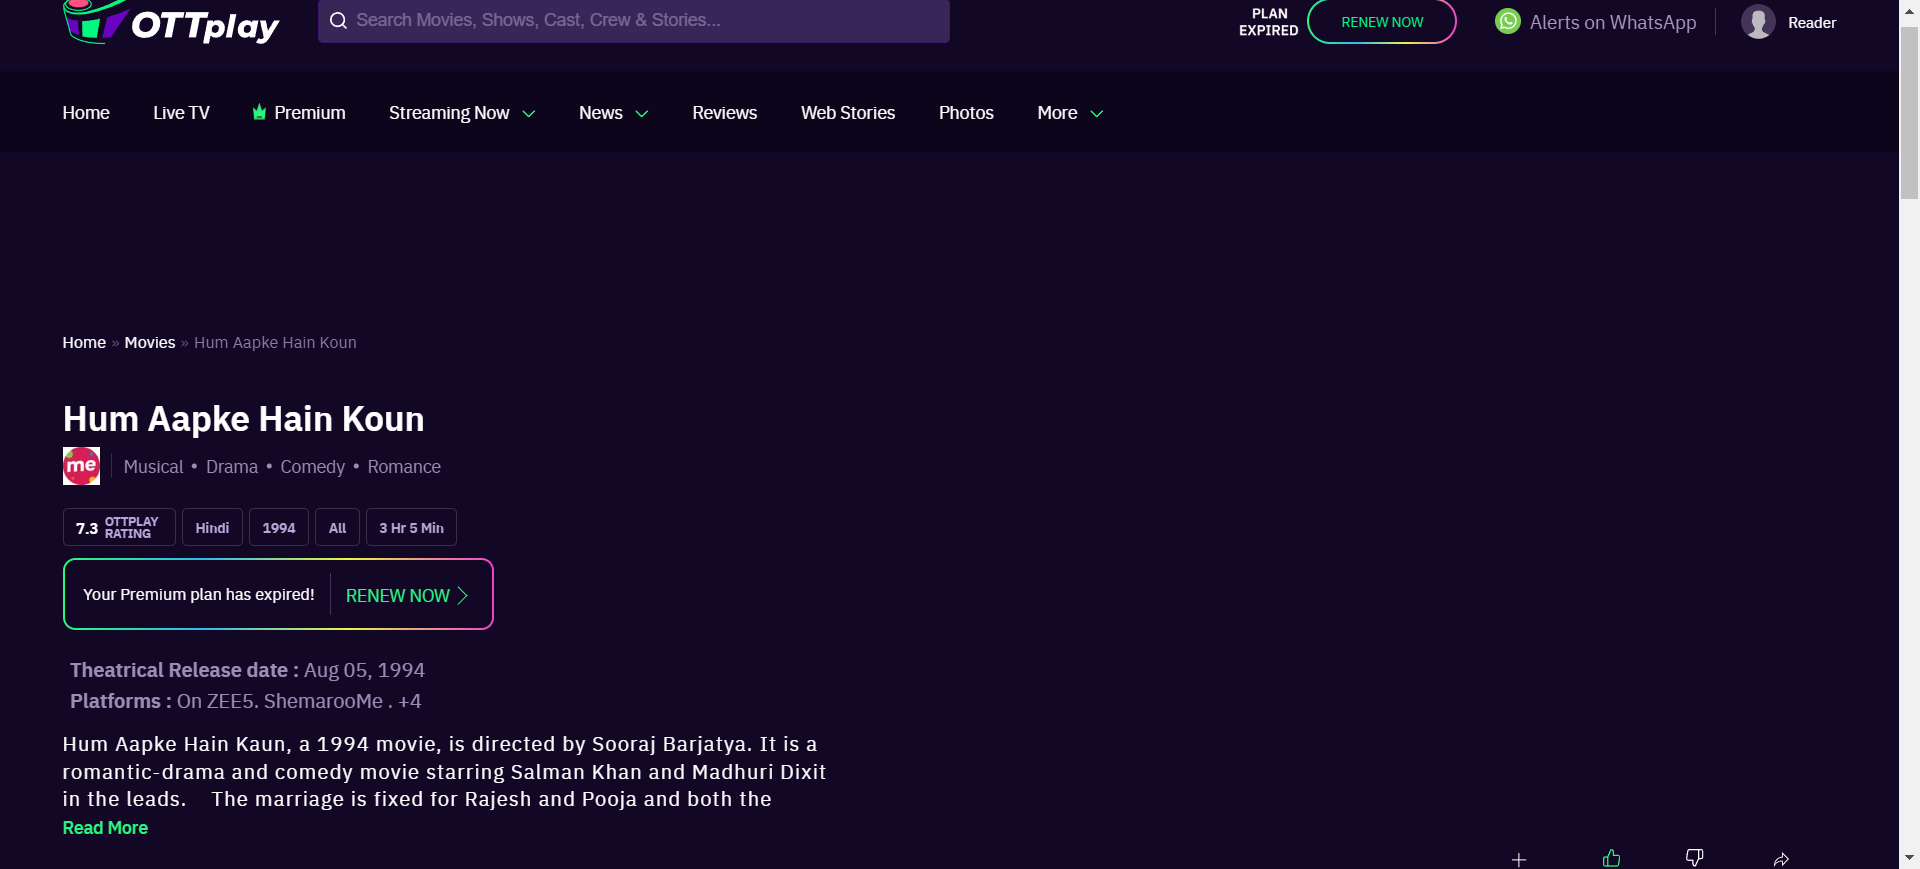 OTTplay
Search Movies, Shows, Cast, Crew & Stories...
PLAN
EXPIRED
RENEW NOW
Alerts on WhatsApp
Reader
Home
Live TV
Premium
Streaming Now
News
Reviews
Web Stories
Photos
More
Home » Movies » Hum Aapke Hain Koun
Hum Aapke Hain Koun
me
Musical • Drama • Comedy • Romance
7.3 OTTPLAY
RATING
Hindi
1994
All
3 Hr 5 Min
Your Premium plan has expired!
RENEW NOW
Theatrical Release date : Aug 05, 1994
Platforms : On ZEE5. ShemarooMe . +4
Hum Aapke Hain Kaun, a 1994 movie, is directed by Sooraj Barjatya. It is a
romantic-drama and comedy movie starring Salman Khan and Madhuri Dixit
in the leads. The marriage is fixed for Rajesh and Pooja and both the
Read More